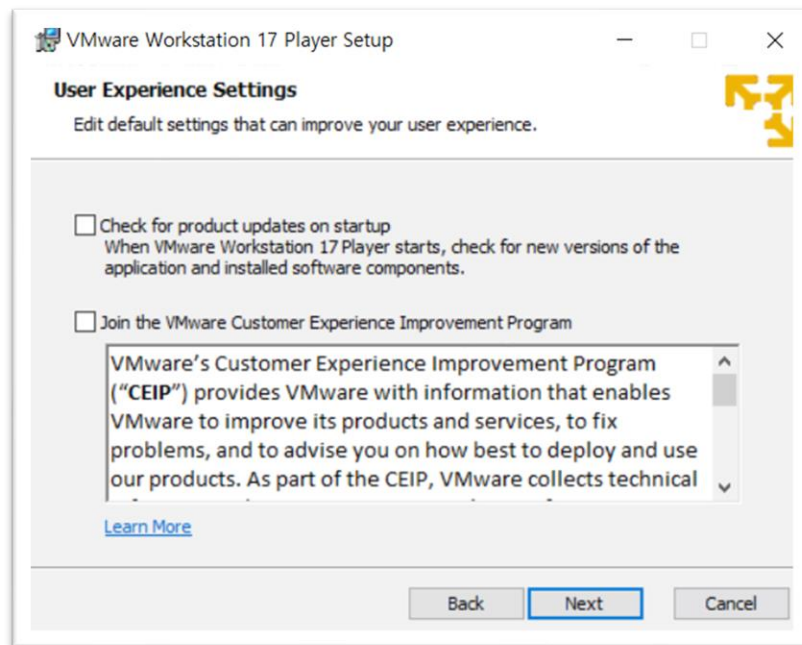 VMware Workstation 17 Player Setup
User Experience Settings
Edit default settings that can improve your user experience.
Check for product updates on startup
When VMware Workstation 17 Player starts, check for new versions of the
application and installed software components.
Join the VMware Customer Experience Improvement Program
VMware's Customer Experience Improvement Program
("CEIP") provides VMware with information that enables
VMware to improve its products and services, to fix
problems, and to advise you on how best to deploy and use
our products. As part of the CEIP, VMware collects technical
Learn More
Back Next Cancel